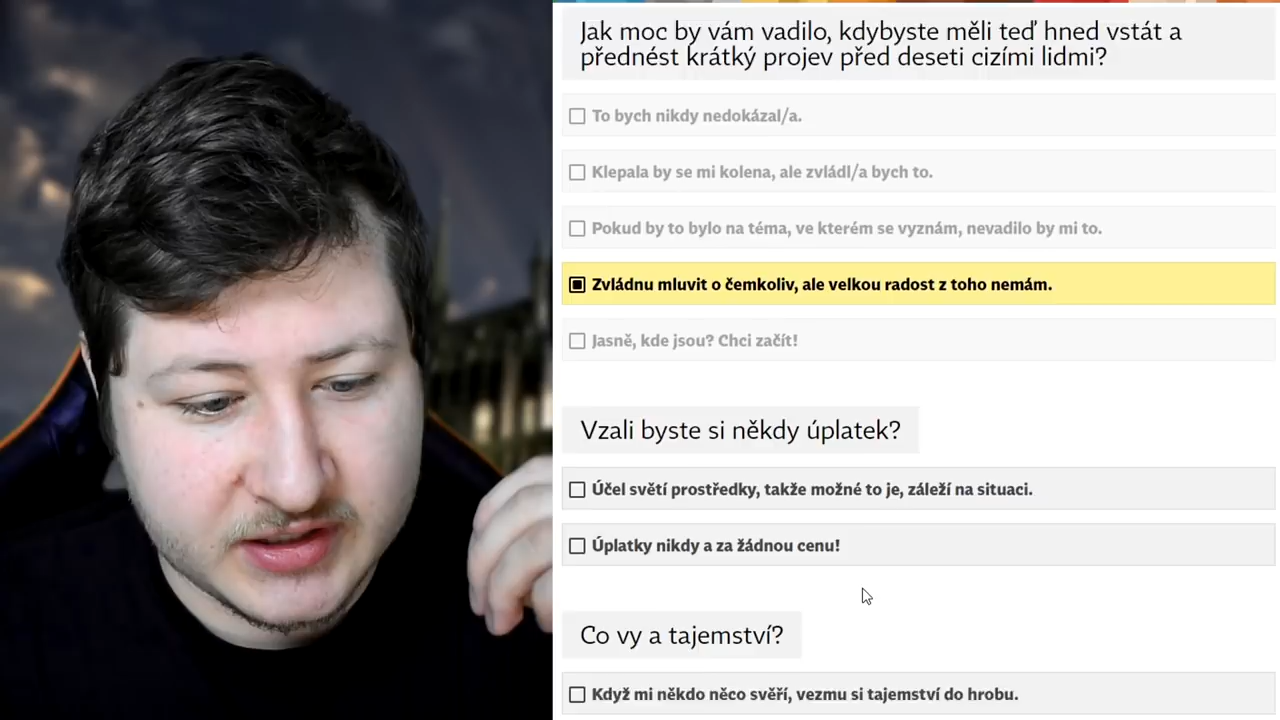 Jak moc by vám vadilo, kdybyste měli teď hned vstát a
přednést krátký projev před deseti cizími lidmi?
To bych nikdy nedokázal/a.
Klepala by se mi kolena, ale zvládl/a bych to.
Pokud by to bylo na téma, ve kterém se vyznám, nevadilo by mi to.
Zvládnu mluvit o čemkoliv, ale velkou radost z toho nemám.
Jasně, kde jsou? Chci začít!
Vzali byste si někdy úplatek?
Účel světí prostředky, takže možné to je, záleží na situaci.
Úplatky nikdy a za žádnou cenu!
Co vy a tajemství?
Když mi někdo něco svěří, vezmu si tajemství do hrobu.